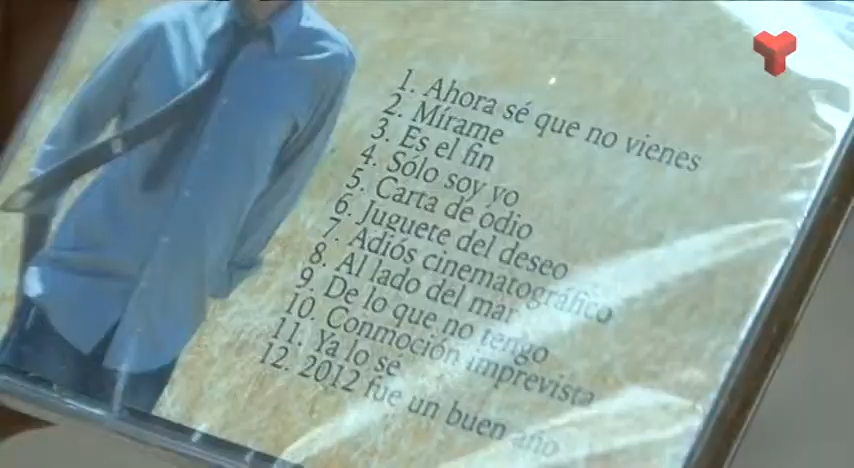 1. Ahora sé que no vienes
2. Mírame
3. Es el fin
4. Sólo soy yo
5. Carta de odio
6. Juguete del deseo
7. Adiós cinematográfico
8. Al lado del mar
9. De lo que no tengo
10. Conmoción imprevista
11. Ya lo se
12. 2012 fue un buen año